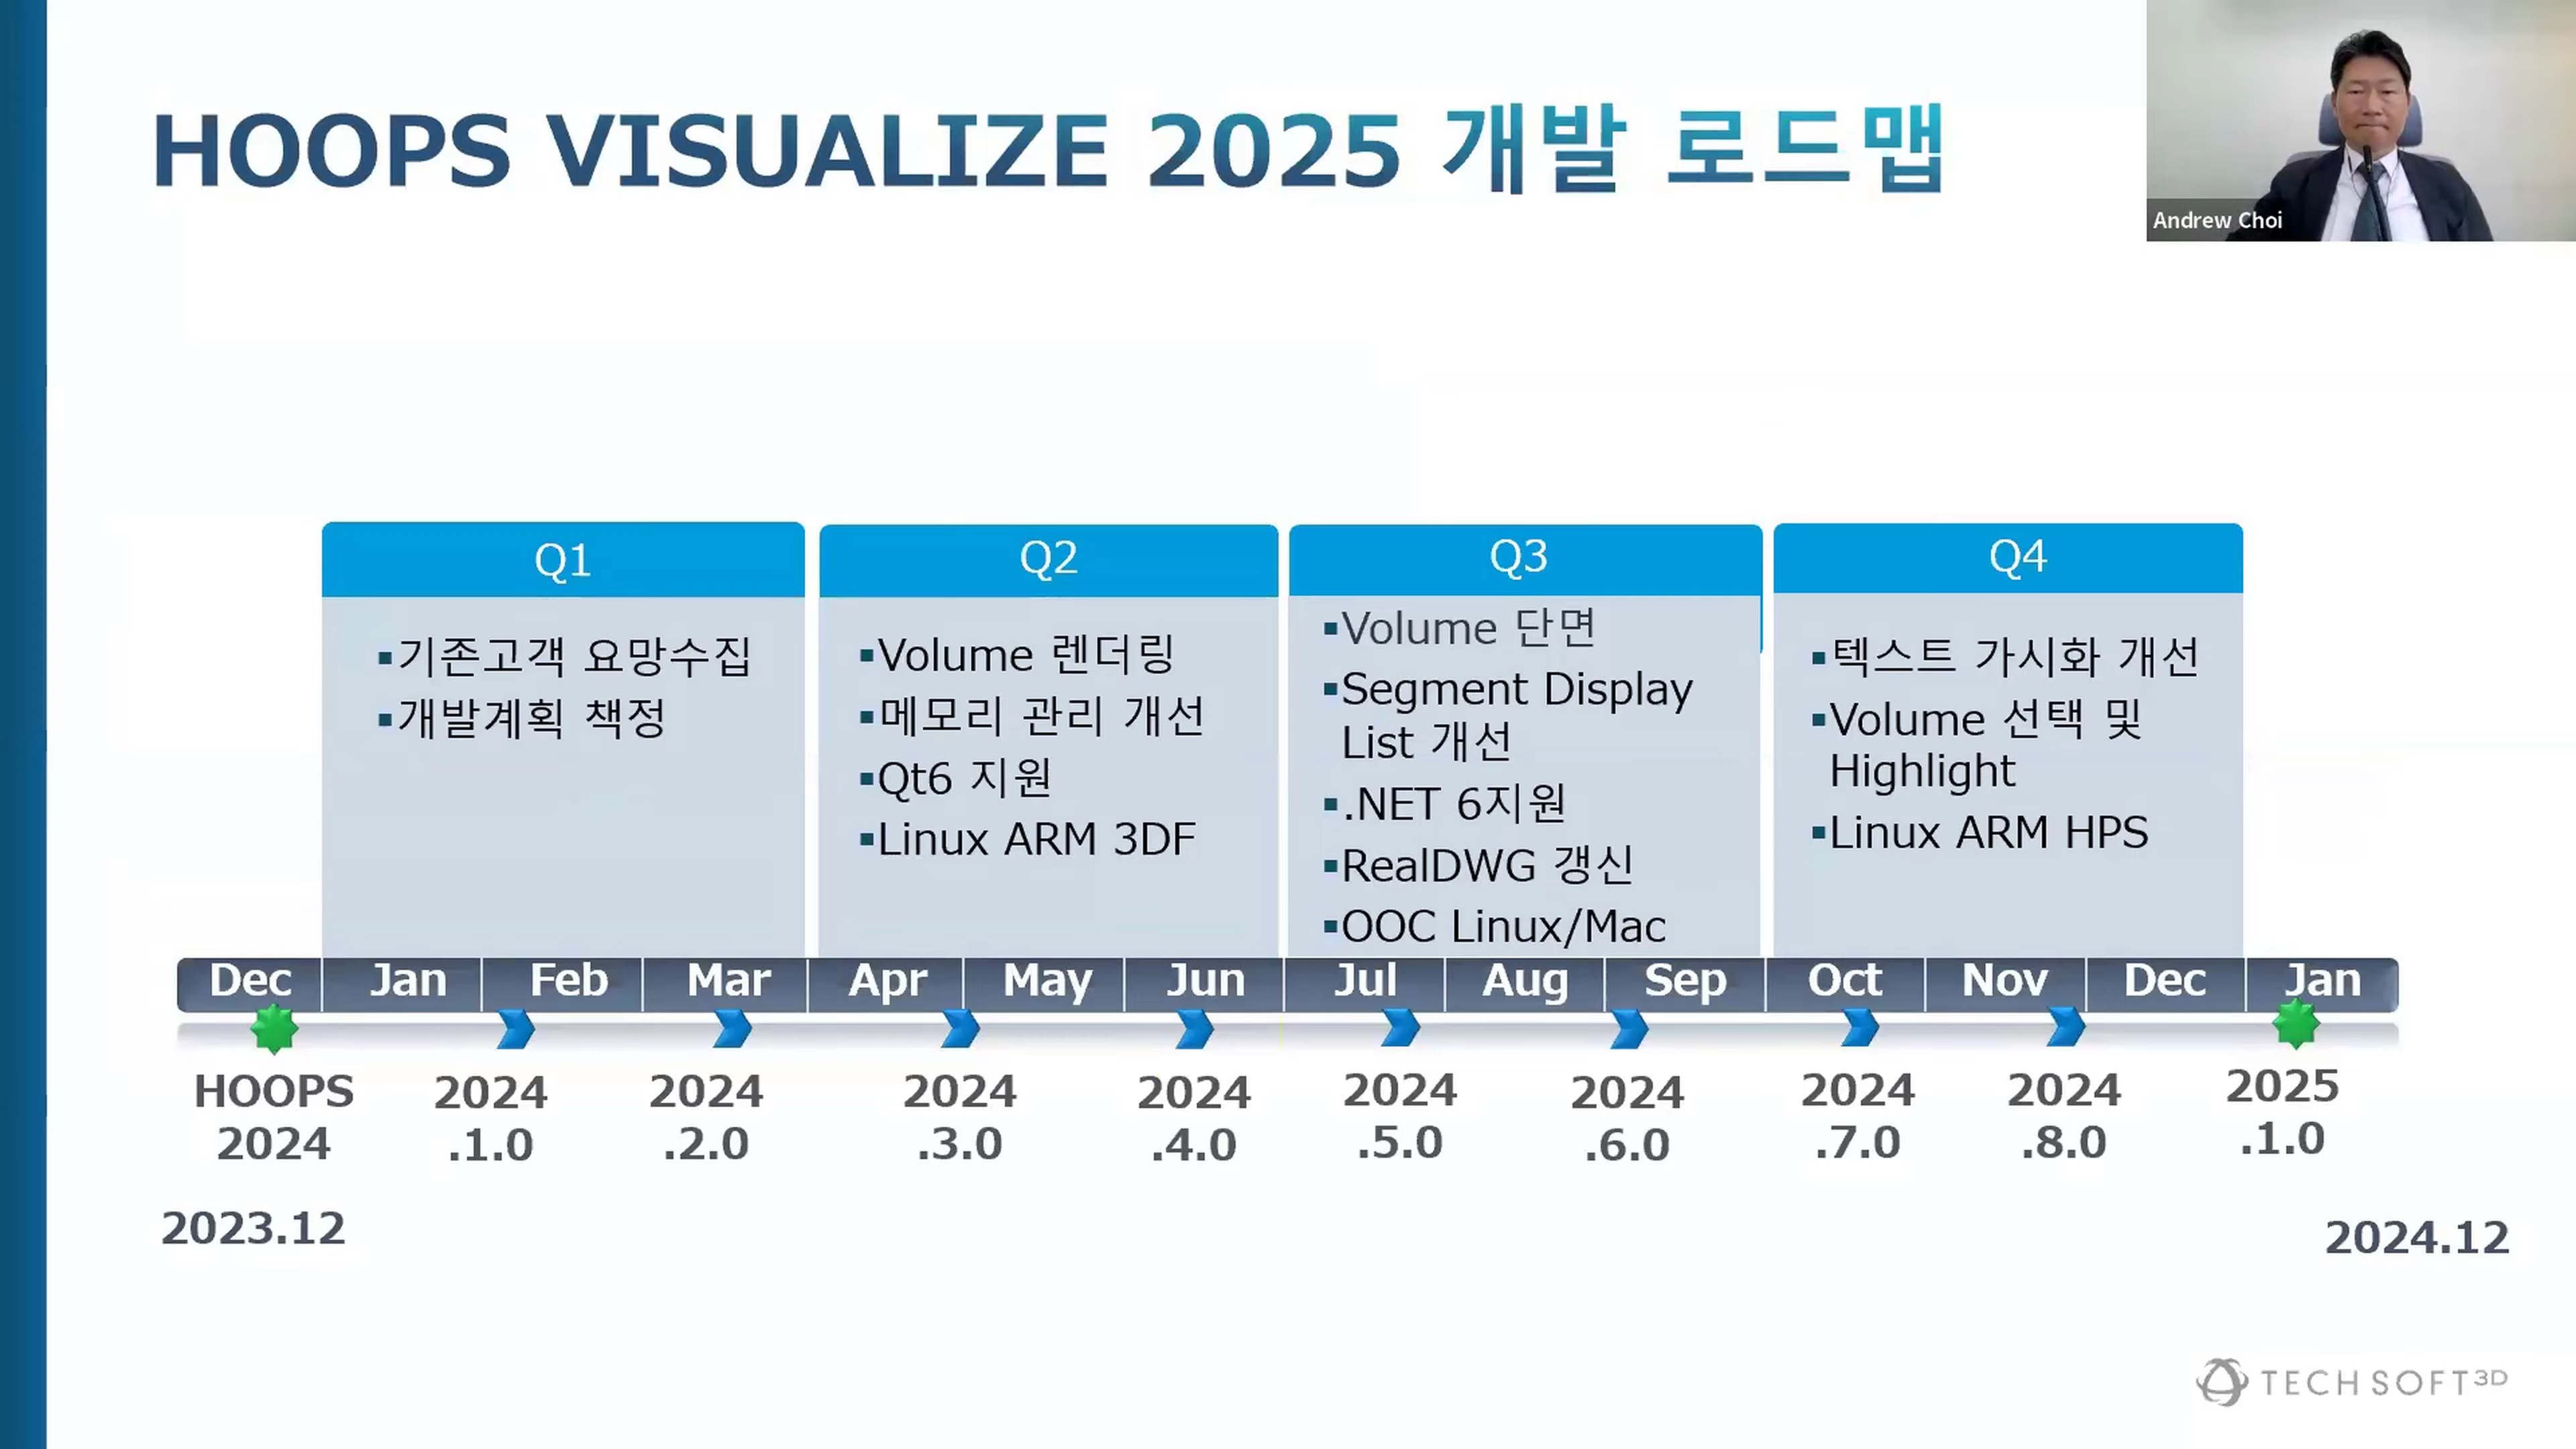 HOOPS VISUALIZE 2025 개발 로드맵
Andrew Choi
Q1
▪기존고객 요망수집
▪개발계획 책정
Q2
▪Volume 렌더링
▪메모리 관리 개선
▪Qt6 지원
▪Linux ARM 3DF
Q3
▪Volume 단면
▪Segment Display
List 개선
▪.NET 6지원
▪RealDWG 갱신
▪OOC Linux/Mac
Q4
▪텍스트 가시화 개선
▪Volume 선택 및
Highlight
▪Linux ARM HPS
Dec Jan Feb Mar Apr May Jun Jul Aug Sep Oct Nov Dec Jan
HOOPS
2024
2024
.1.0
2024
.2.0
2024
.3.0
2024
.4.0
2024
.5.0
2024
.6.0
2024
.7.0
2024
.8.0
2025
.1.0
2023.12
2024.12
TECH SOFT 3D